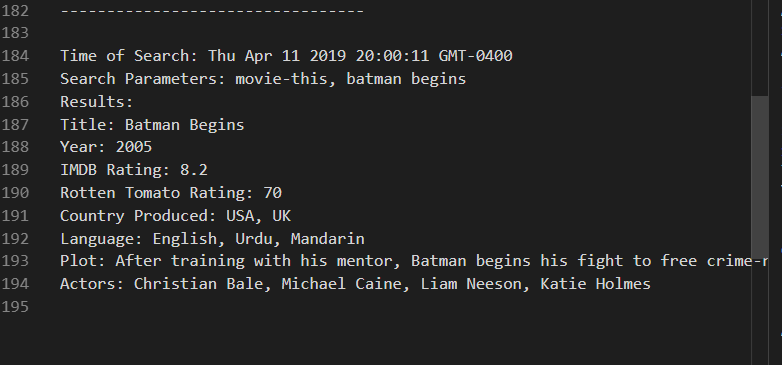 182 ---------------------------------
183
184 Time of Search: Thu Apr 11 2019 20:00:11 GMT-0400
185 Search Parameters: movie-this, batman begins
186 Results:
187 Title: Batman Begins
188 Year: 2005
189 IMDB Rating: 8.2
190 Rotten Tomato Rating: 70
191 Country Produced: USA, UK
192 Language: English, Urdu, Mandarin
193 Plot: After training with his mentor, Batman begins his fight to free crime-r
194 Actors: Christian Bale, Michael Caine, Liam Neeson, Katie Holmes
195